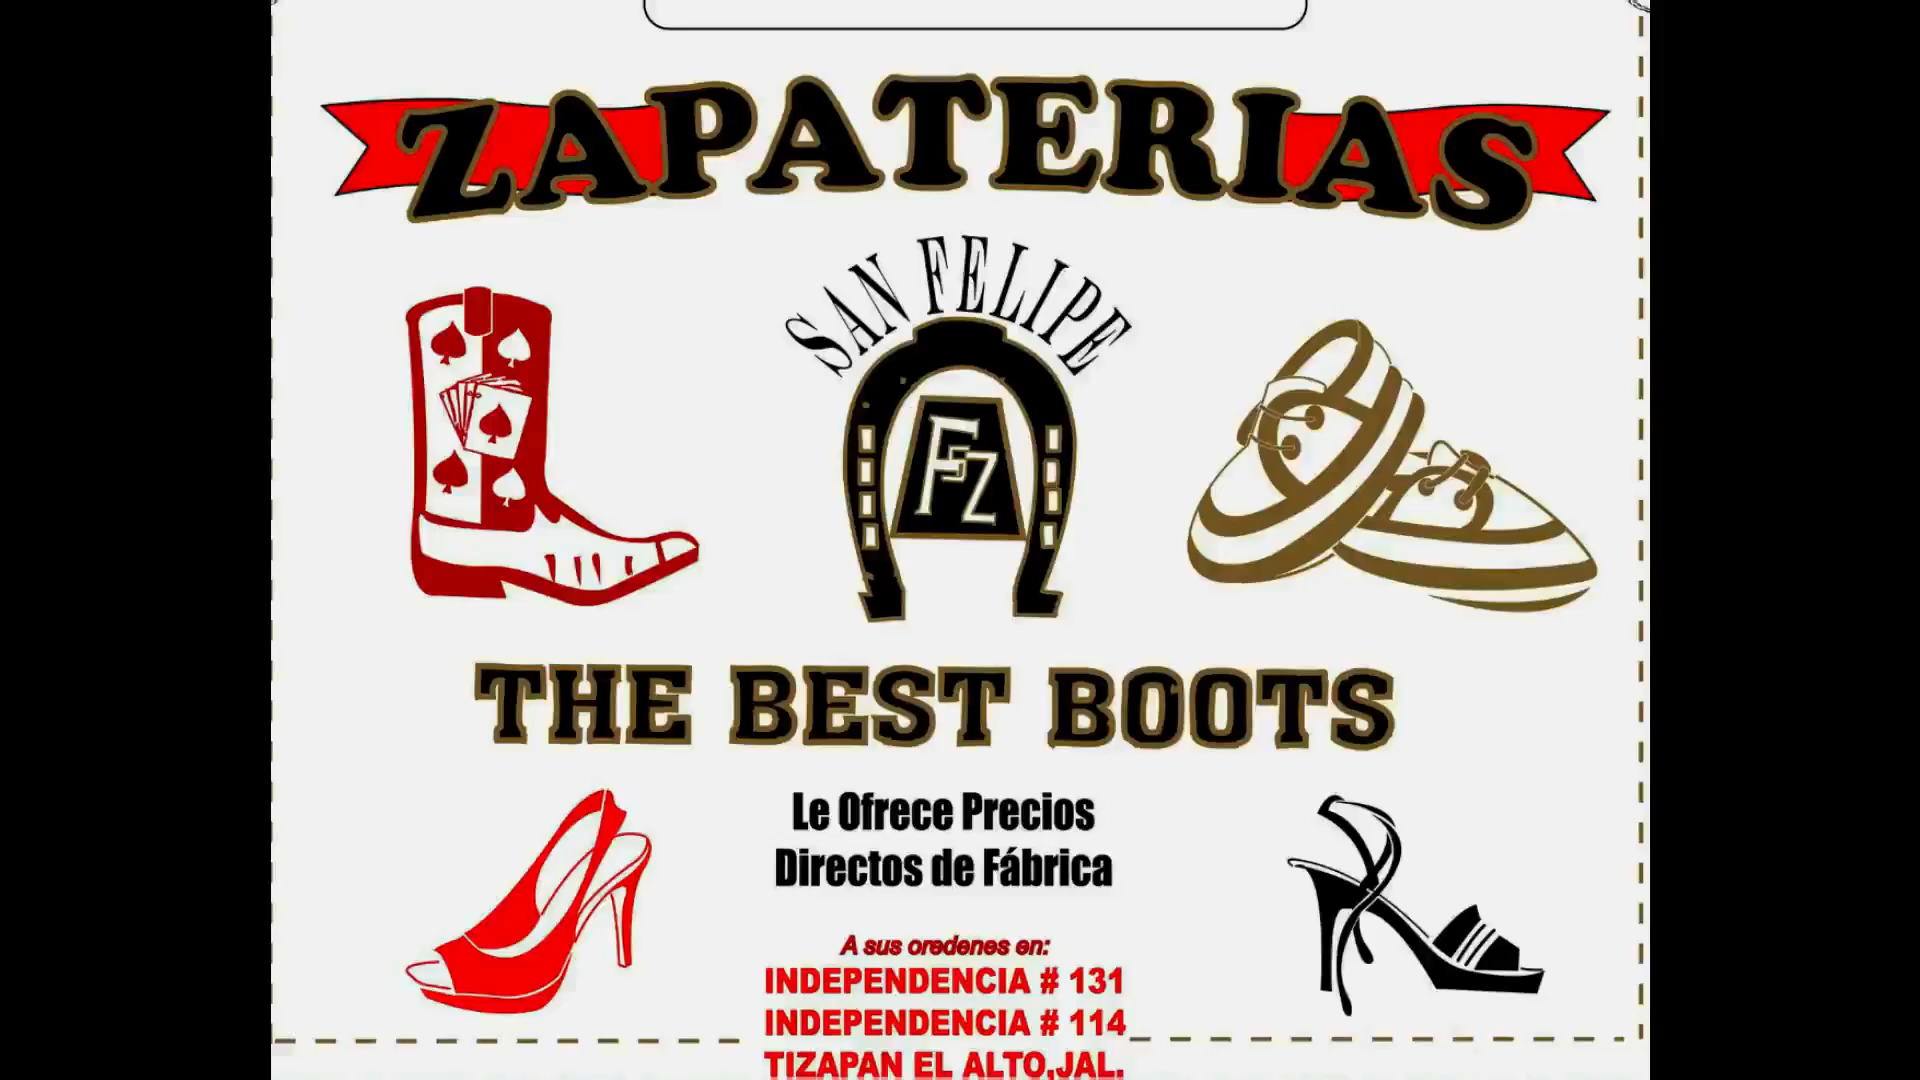 ZAPATERIAS
SAN FELIPE
FZ
THE BEST BOOTS
Le Ofrece Precios
Directos de Fábrica
A sus oredenes en:
INDEPENDENCIA # 131
INDEPENDENCIA # 114
TIZAPAN EL ALTO,JAL.